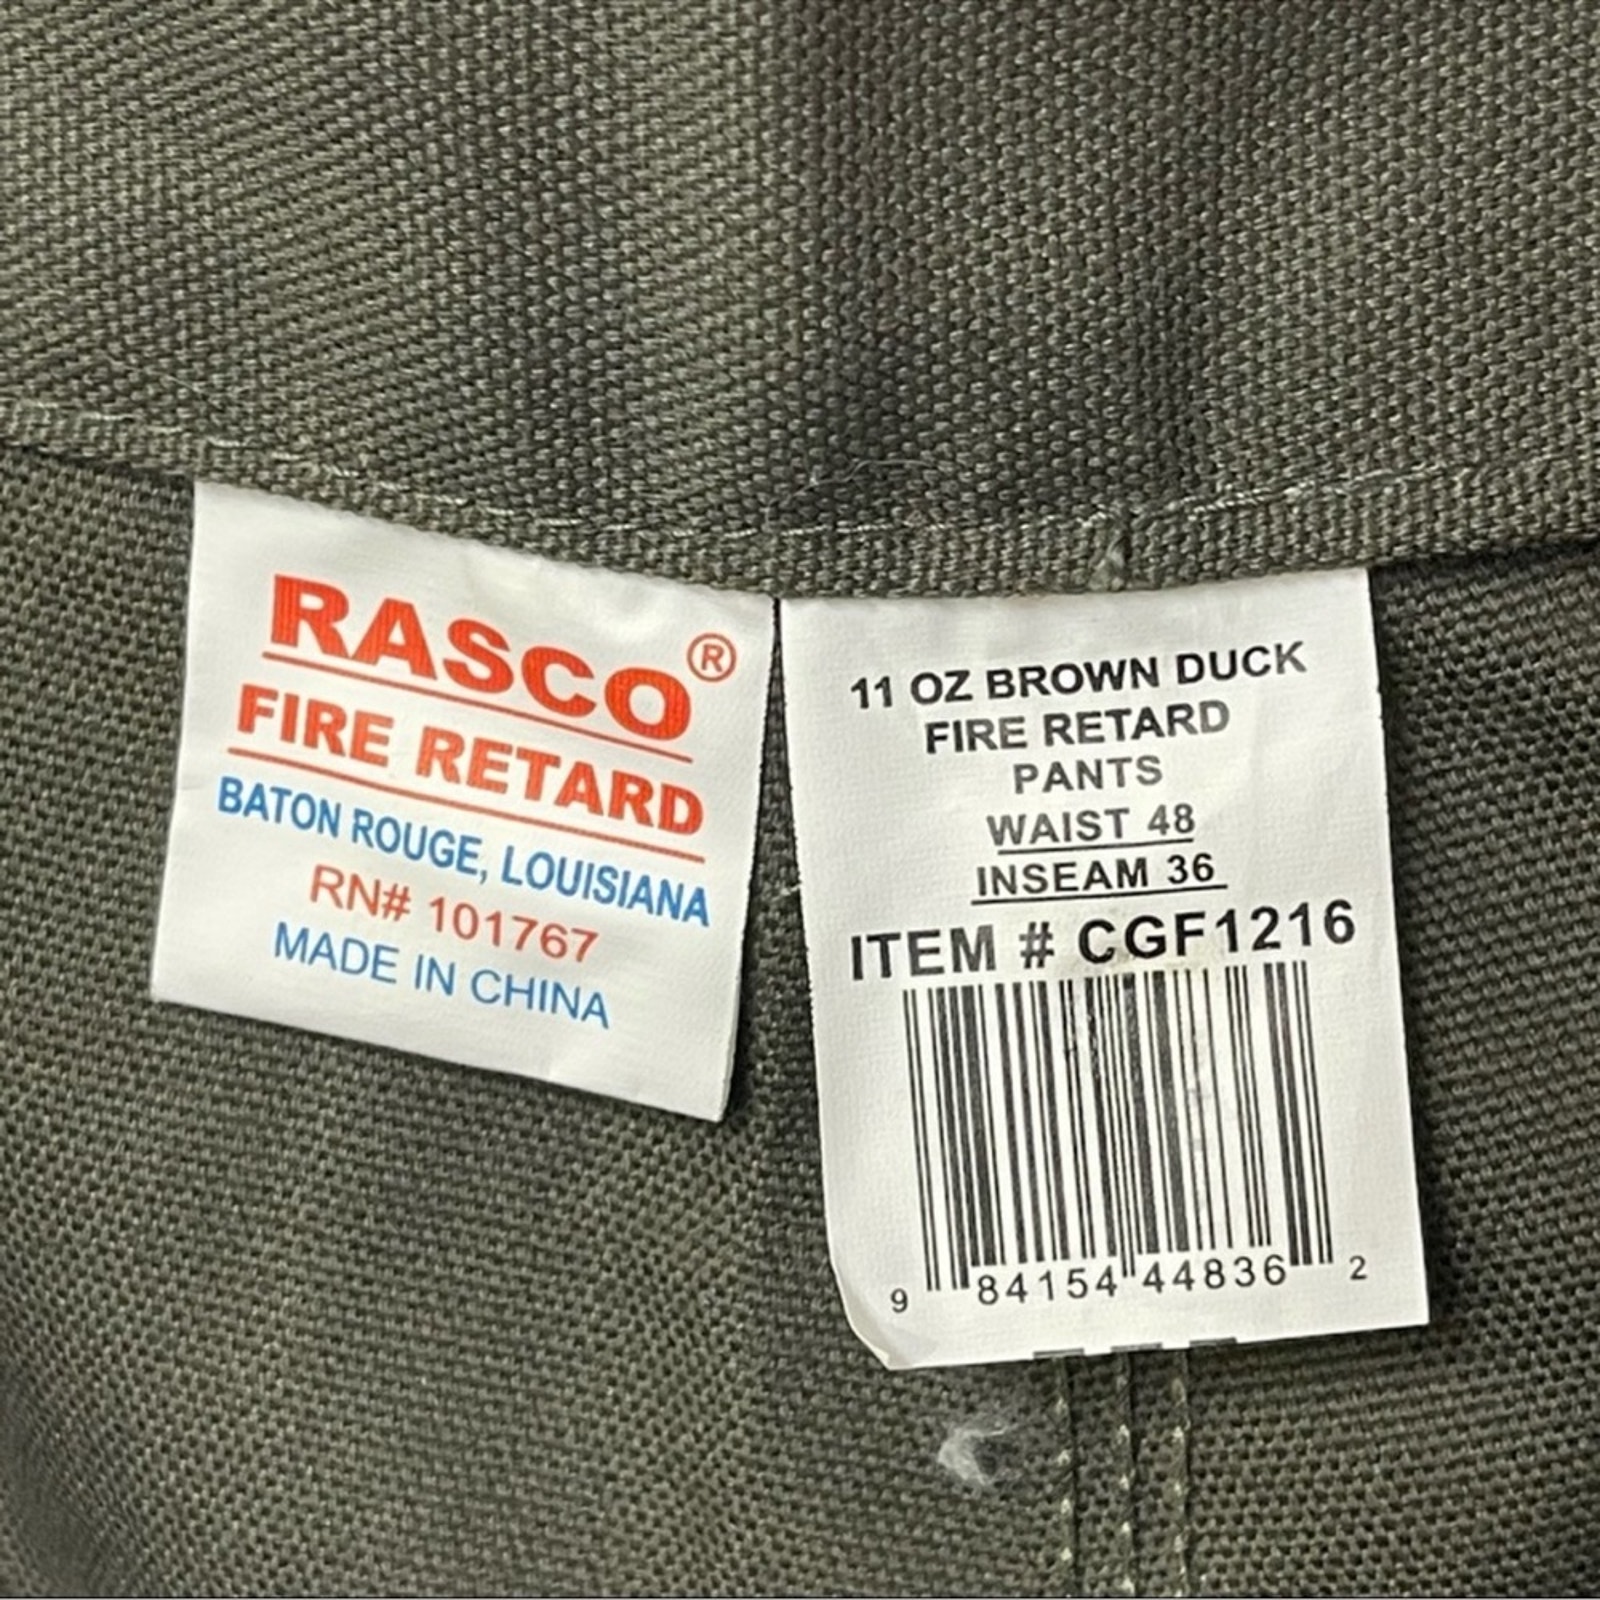 RASCO®
FIRE RETARD
BATON ROUGE, LOUISIANA
RN# 101767
MADE IN CHINA
11 OZ BROWN DUCK
FIRE RETARD
PANTS
WAIST 48
INSEAM 36
ITEM # CGF1216
9 84154 44836 2